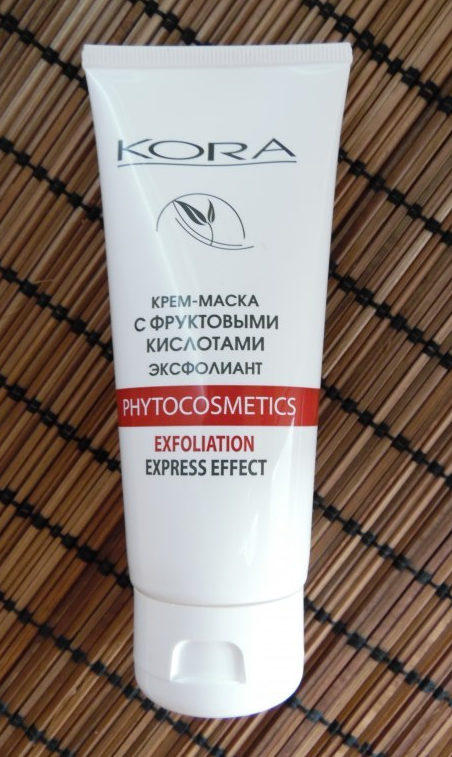 KORA
КРЕМ-МАСКА
С ФРУКТОВЫМИ
КИСЛОТАМИ
ЭКСФОЛИАНТ
PHYTOCOSMETICS
EXFOLIATION
EXPRESS EFFECT